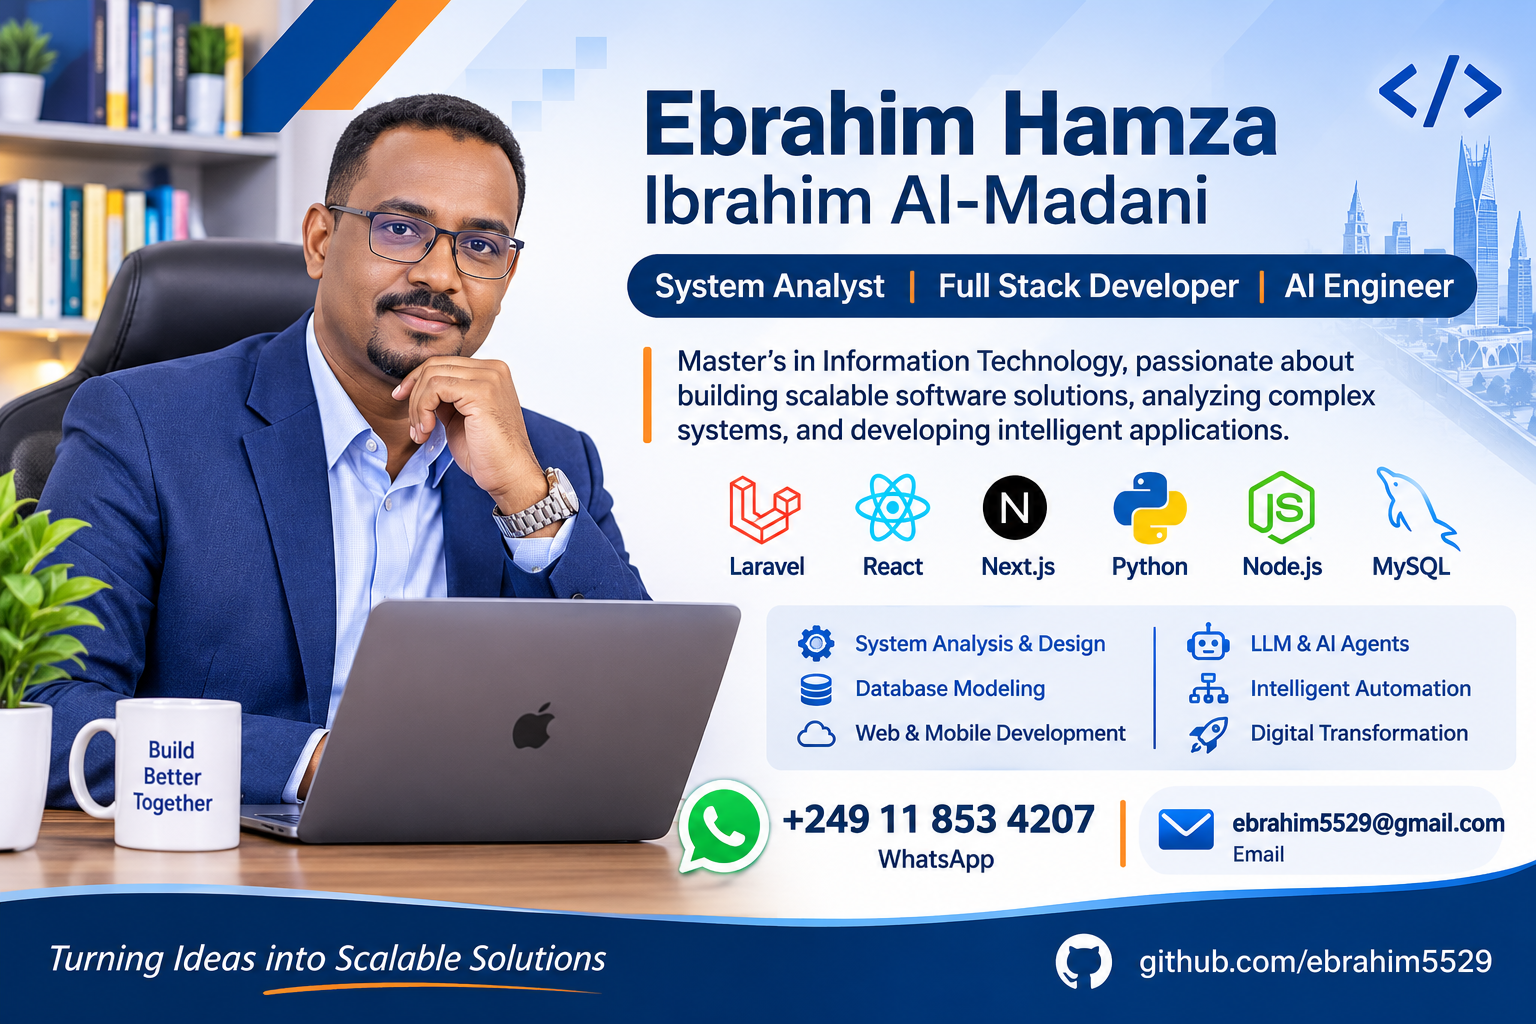 </>
Ebrahim Hamza
Ibrahim Al-Madani
System Analyst | Full Stack Developer | AI Engineer
Master's in Information Technology, passionate about
building scalable software solutions, analyzing complex
systems, and developing intelligent applications.
Laravel
React
N
Next.js
Python
JS
Node.js
MySQL
System Analysis & Design
Database Modeling
Web & Mobile Development
LLM & AI Agents
Intelligent Automation
Digital Transformation
Build
Better
Together
+249 11 853 4207
WhatsApp
ebrahim5529@gmail.com
Email
Turning Ideas into Scalable Solutions
github.com/ebrahim5529